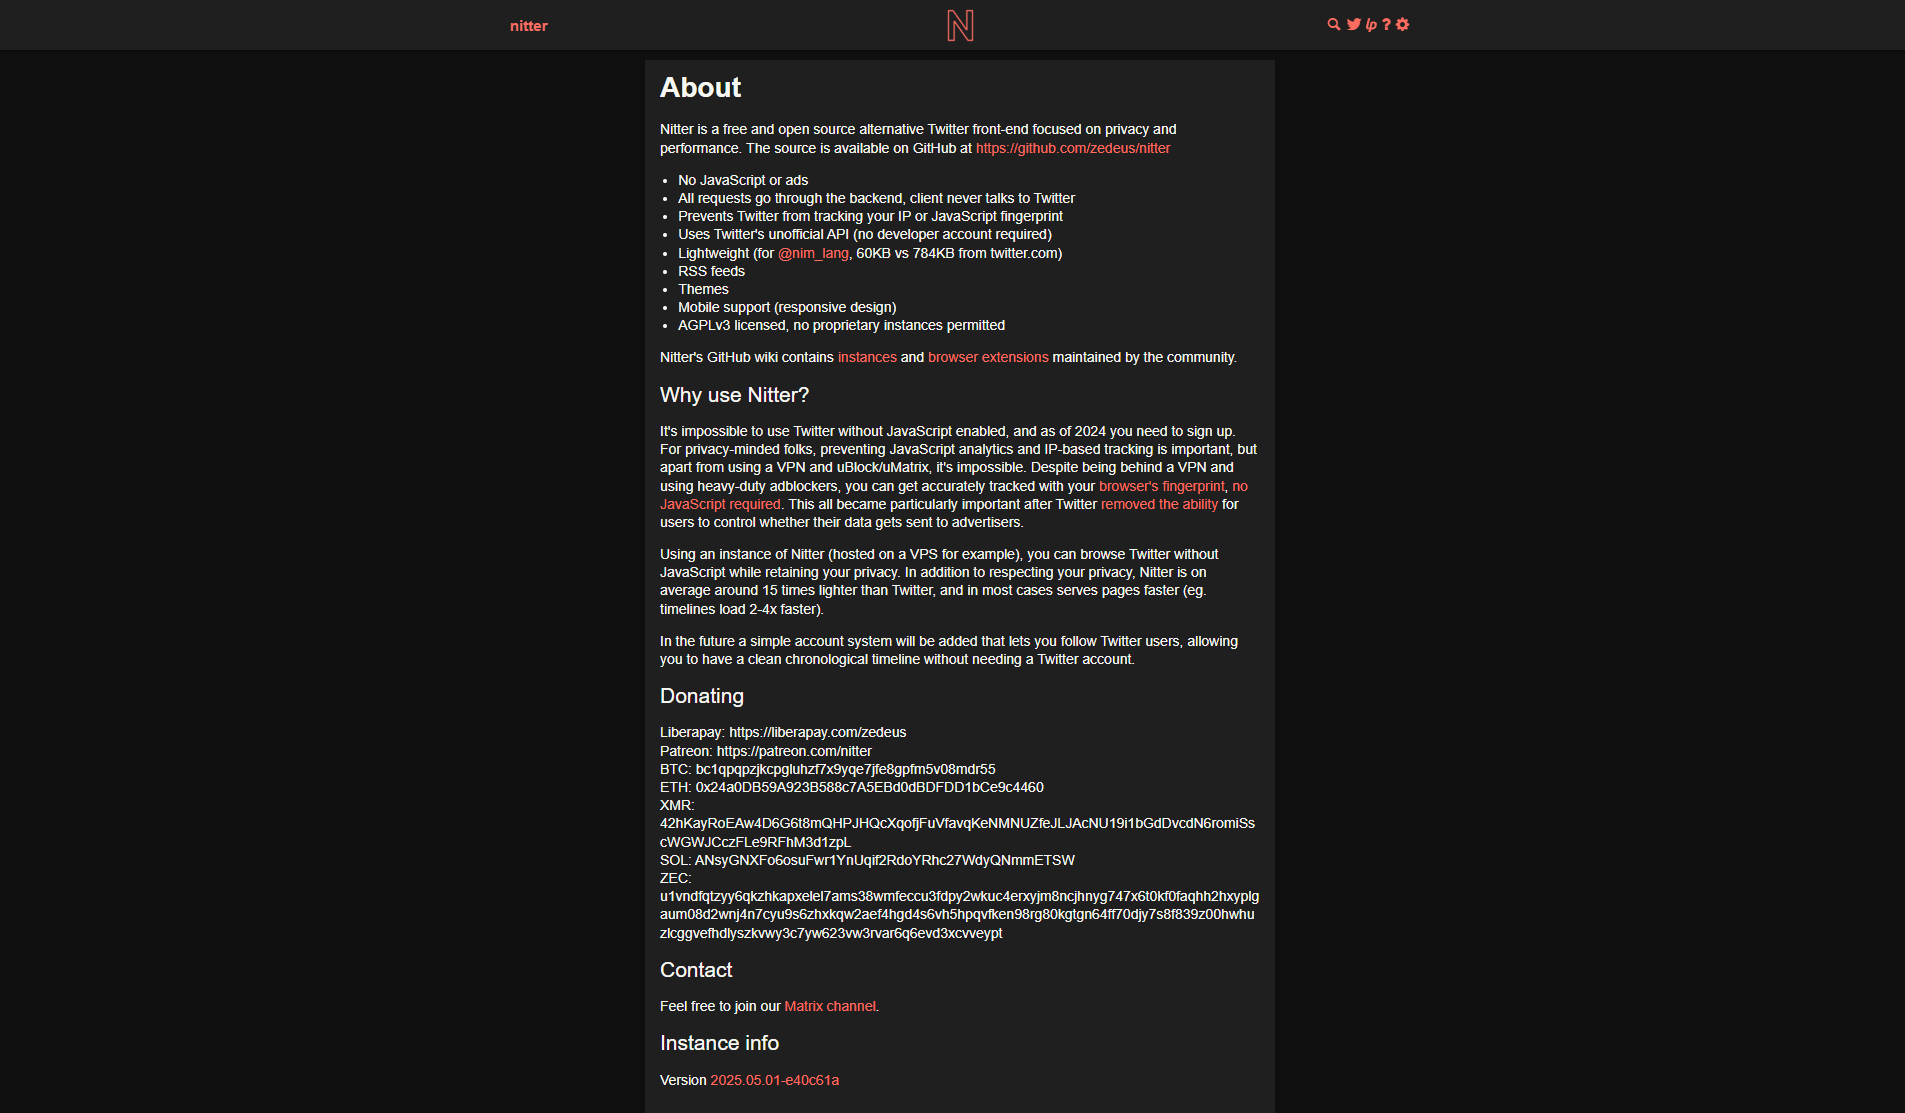 nitter
N
lp ?
About
Nitter is a free and open source alternative Twitter front-end focused on privacy and
performance. The source is available on GitHub at https://github.com/zedeus/nitter
• No JavaScript or ads
• All requests go through the backend, client never talks to Twitter
• Prevents Twitter from tracking your IP or JavaScript fingerprint
• Uses Twitter's unofficial API (no developer account required)
• Lightweight (for @nim_lang, 60KB vs 784KB from twitter.com)
• RSS feeds
• Themes
• Mobile support (responsive design)
• AGPLv3 licensed, no proprietary instances permitted
Nitter's GitHub wiki contains instances and browser extensions maintained by the community.
Why use Nitter?
It's impossible to use Twitter without JavaScript enabled, and as of 2024 you need to sign up.
For privacy-minded folks, preventing JavaScript analytics and IP-based tracking is important, but
apart from using a VPN and uBlock/uMatrix, it's impossible. Despite being behind a VPN and
using heavy-duty adblockers, you can get accurately tracked with your browser's fingerprint, no
JavaScript required. This all became particularly important after Twitter removed the ability for
users to control whether their data gets sent to advertisers.
Using an instance of Nitter (hosted on a VPS for example), you can browse Twitter without
JavaScript while retaining your privacy. In addition to respecting your privacy, Nitter is on
average around 15 times lighter than Twitter, and in most cases serves pages faster (eg.
timelines load 2-4x faster).
In the future a simple account system will be added that lets you follow Twitter users, allowing
you to have a clean chronological timeline without needing a Twitter account.
Donating
Liberapay: https://liberapay.com/zedeus
Patreon: https://patreon.com/nitter
BTC: bc1qpqpzjkcpgluhzf7x9yqe7jfe8gpfm5v08mdr55
ETH: 0x24a0DB59A923B588c7A5EBd0dBDFDD1bCe9c4460
XMR:
42hKayRoEAw4D6G6t8mQHPJHQcXqofjFuVfavqKeNMNUZfeJLJAcNU19i1bGdDvcdN6romiSs
cWGWJCczFLe9RFhM3d1zpL
SOL: ANsyGNXFo6osuFwr1YnUqif2RdoYRhc27WdyQNmmETSW
ZEC:
u1vndfqtzyy6qkzhkapxelel7ams38wmfeccu3fdpy2wkuc4erxyjm8ncjhnyg747x6t0kf0faqhh2hxyplg
aum08d2wnj4n7cyu9s6zhxkqw2aef4hgd4s6vh5hpqvfken98rg80kgtgn64ff70djy7s8f839z00hwhu
zlcggvefhdlyszkvwy3c7yw623vw3rvar6q6evd3xcvveypt
Contact
Feel free to join our Matrix channel.
Instance info
Version 2025.05.01-e40c61a